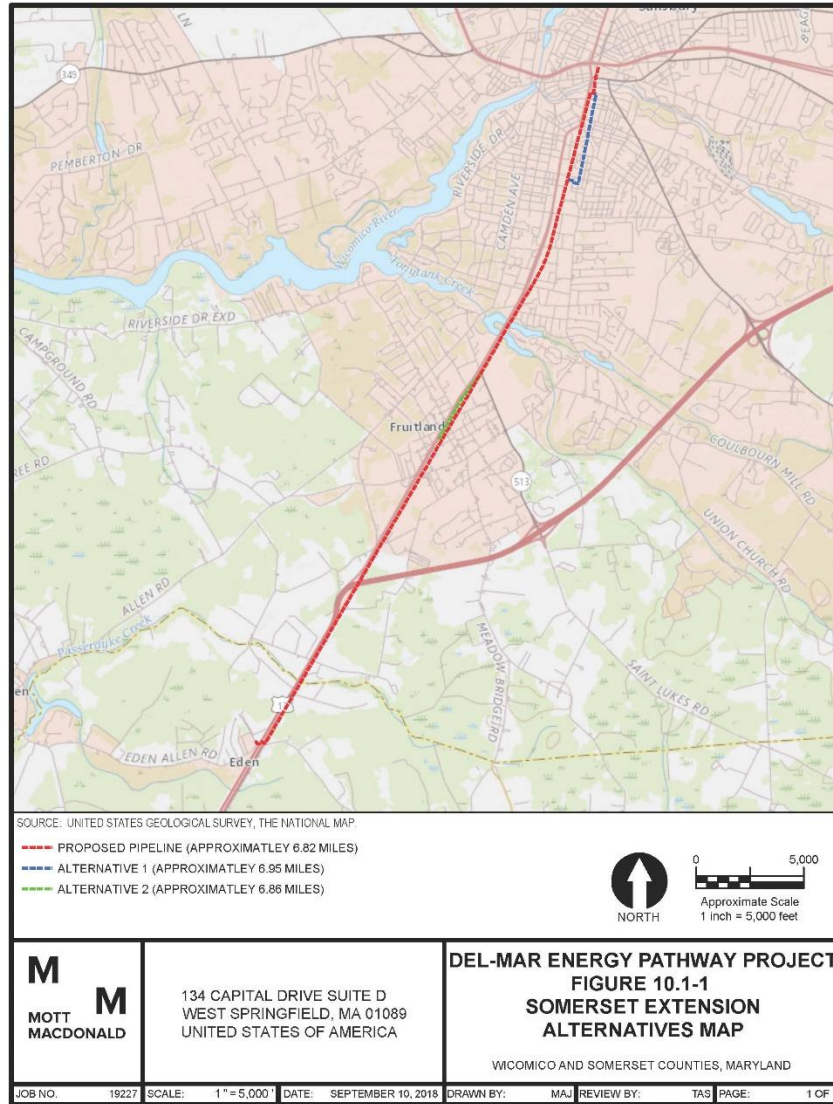 Salisbury
LN
349
PEMBERTON DR
RIVERSIDE DR
CAMDEN AVE
Wicomico River
Tonytank Creek
RIVERSIDE DR EXD
CAMPGROUND RD
Fruitland
513
COULBOURN MILL RD
UNION CHURCH RD
ALLEN RD
Passerdyke Creek
MEADOW BRIDGE RD
SAINT LUKES RD
13
EDEN ALLEN RD
Eden
SOURCE: UNITED STATES GEOLOGICAL SURVEY, THE NATIONAL MAP.
PROPOSED PIPELINE (APPROXIMATLEY 6.82 MILES)
ALTERNATIVE 1 (APPROXIMATLEY 6.95 MILES)
ALTERNATIVE 2 (APPROXIMATLEY 6.86 MILES)
NORTH
0 5,000
Approximate Scale
1 inch = 5,000 feet
M
M
MOTT
MACDONALD
134 CAPITAL DRIVE SUITE D
WEST SPRINGFIELD, MA 01089
UNITED STATES OF AMERICA
DEL-MAR ENERGY PATHWAY PROJECT
FIGURE 10.1-1
SOMERSET EXTENSION
ALTERNATIVES MAP
WICOMICO AND SOMERSET COUNTIES, MARYLAND
JOB NO. 19227 SCALE: 1" = 5,000' DATE: SEPTEMBER 10, 2018 DRAWN BY: MAJ REVIEW BY: TAS PAGE: 1 OF